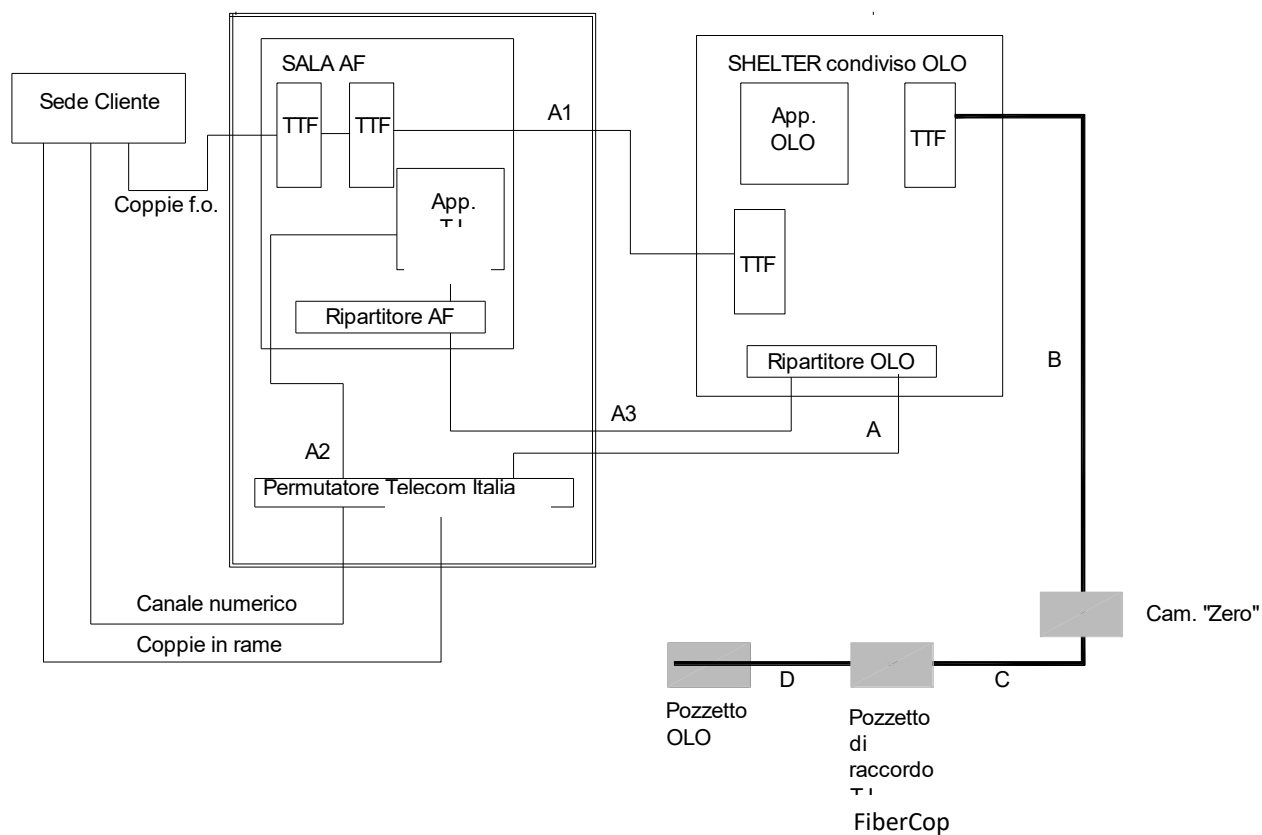 SALA AF
SHELTER condiviso OLO
Sede Cliente
TTF
TTF
A1
App.
OLO
TTF
Coppie f.o.
App.
TTF
Ripartitore AF
Ripartitore OLO
B
A3
A
A2
Permutatore Telecom Italia
Canale numerico
Coppie in rame
Cam. "Zero"
D
C
Pozzetto
OLO
Pozzetto
di
raccordo
FiberCop